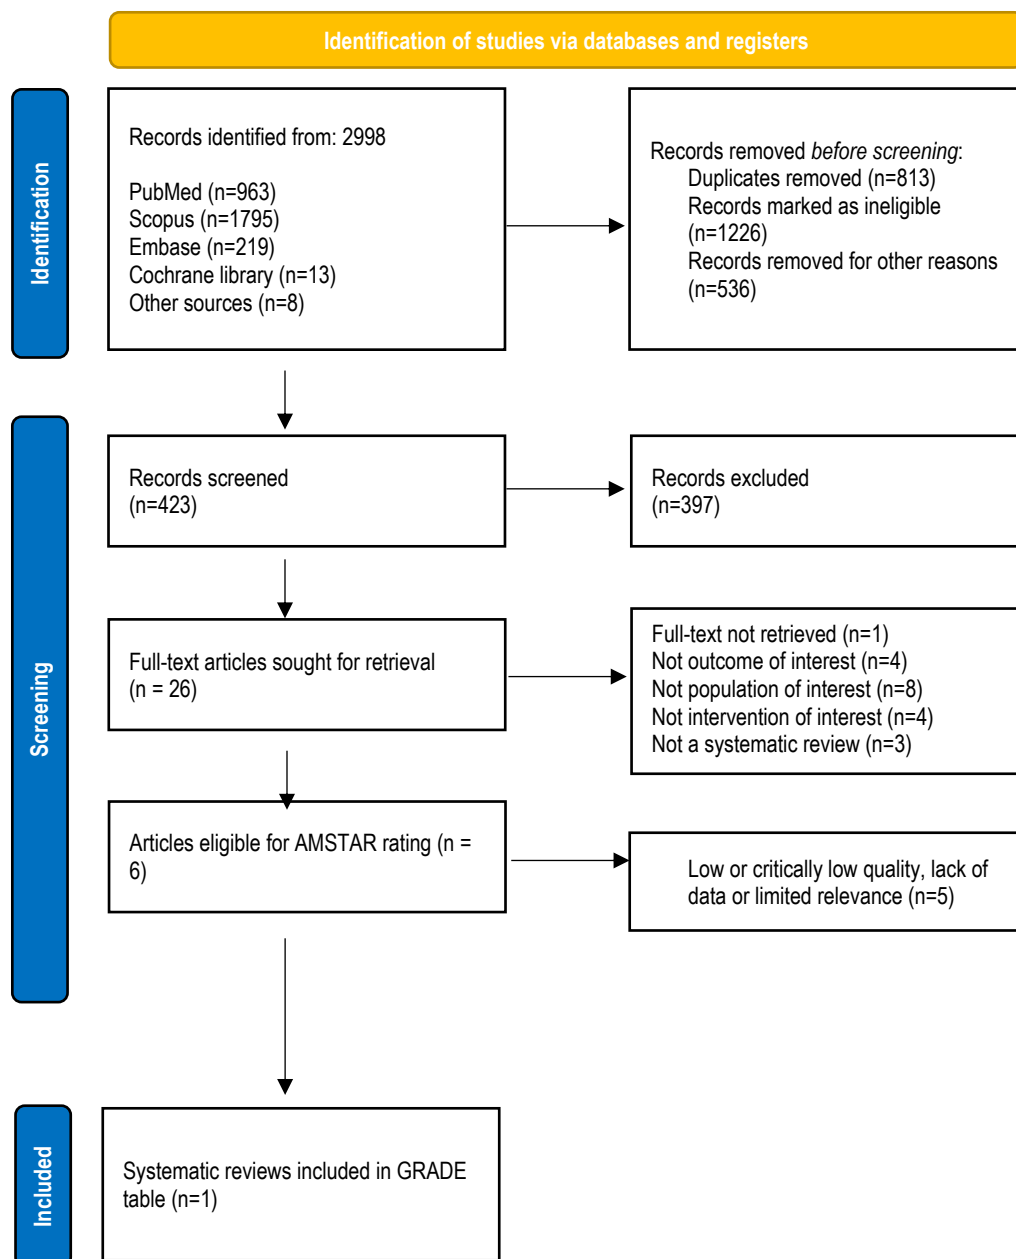 Identification of studies via databases and registers
Identification
Records identified from: 2998
PubMed (n=963)
Scopus (n=1795)
Embase (n=219)
Cochrane library (n=13)
Other sources (n=8)
Records removed before screening:
Duplicates removed (n=813)
Records marked as ineligible
(n=1226)
Records removed for other reasons
(n=536)
Screening
Records screened
(n=423)
Records excluded
(n=397)
Full-text articles sought for retrieval
(n = 26)
Full-text not retrieved (n=1)
Not outcome of interest (n=4)
Not population of interest (n=8)
Not intervention of interest (n=4)
Not a systematic review (n=3)
Articles eligible for AMSTAR rating (n =
6)
Low or critically low quality, lack of
data or limited relevance (n=5)
Included
Systematic reviews included in GRADE
table (n=1)